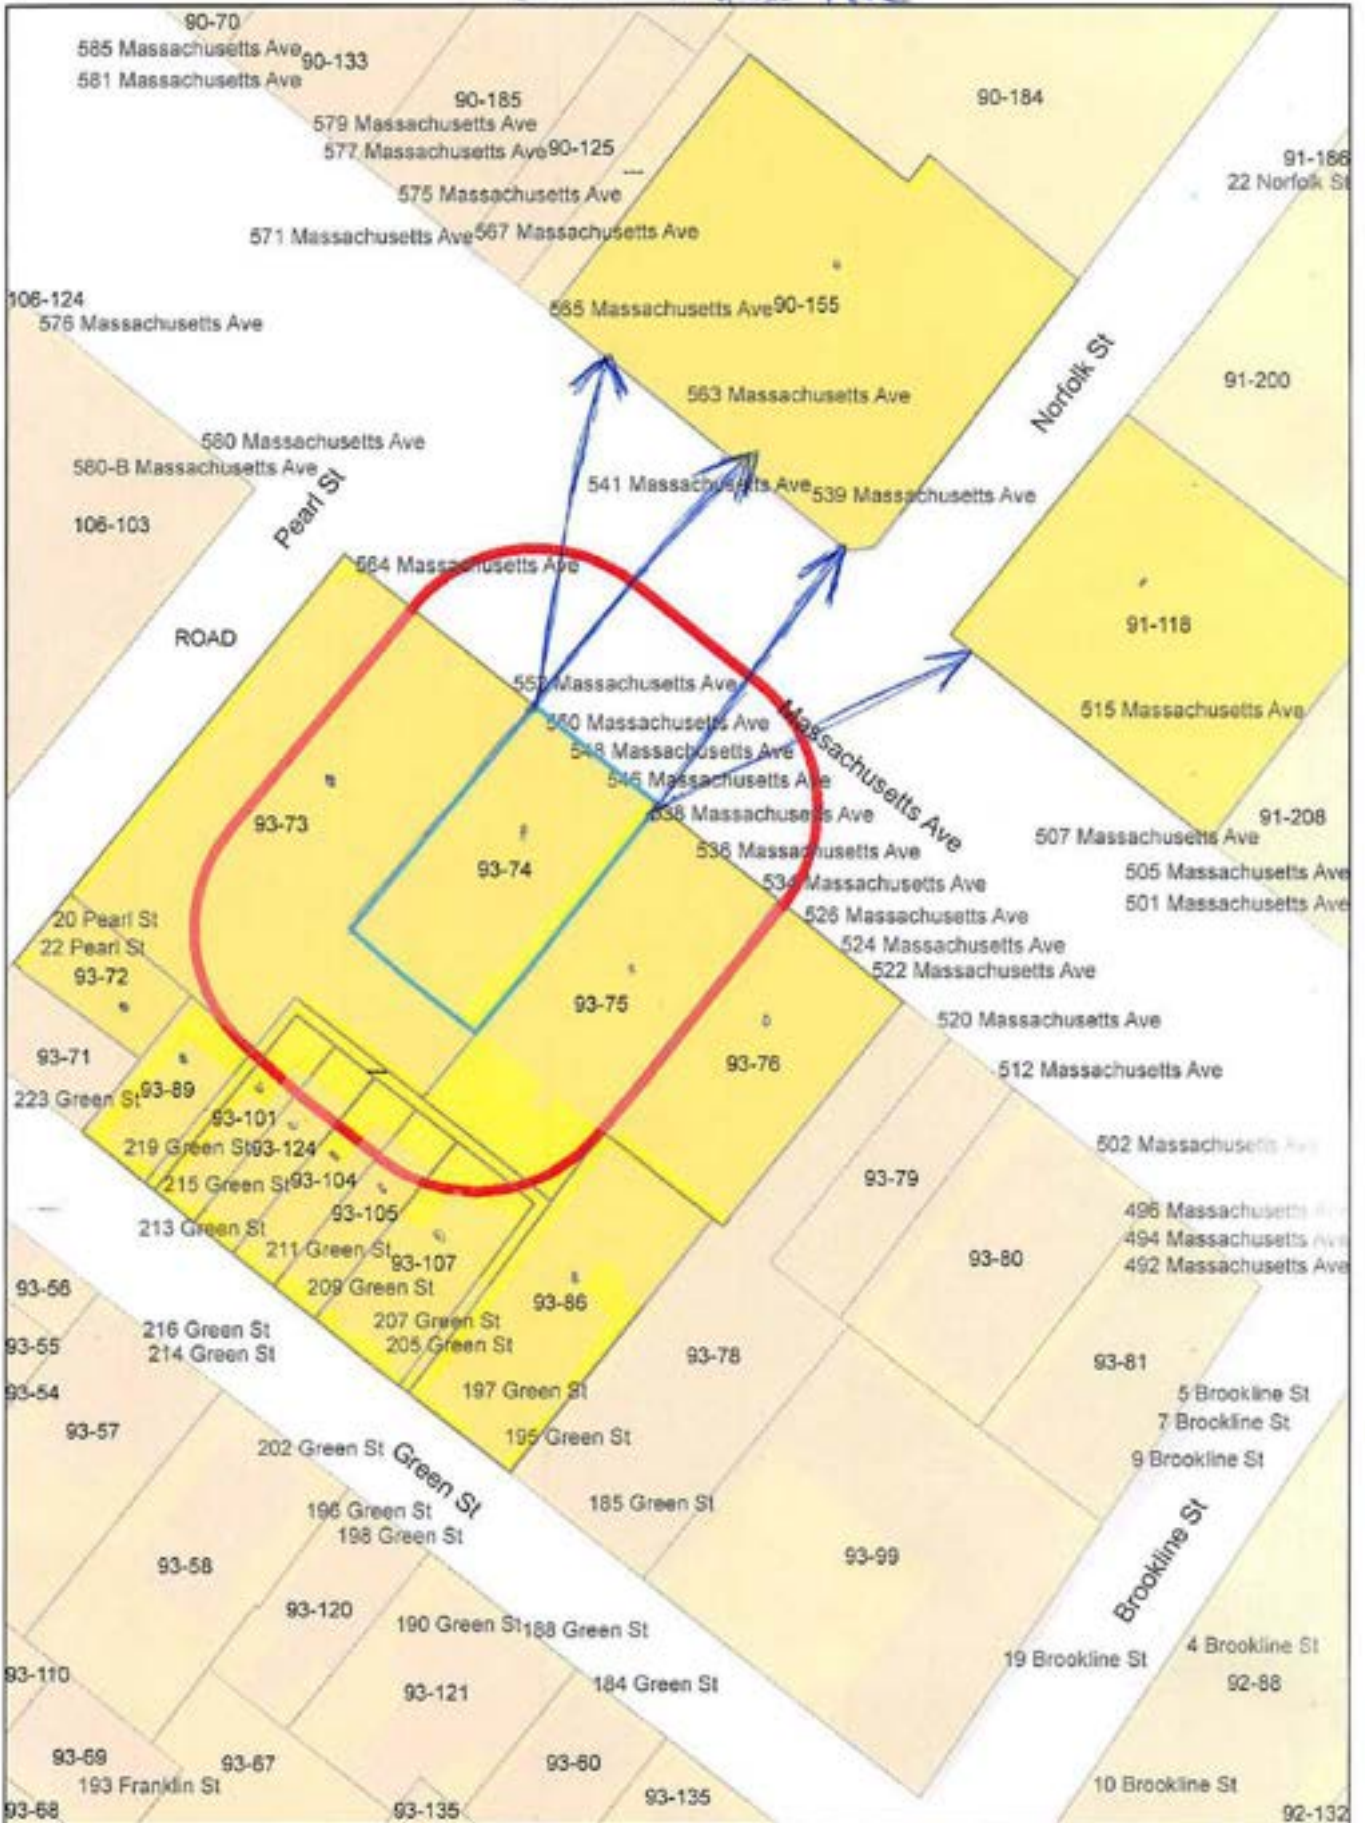 90-70
585 Massachusetts Ave
90-133
581 Massachusetts Ave
90-185
90-184
579 Massachusetts Ave
577 Massachusetts Ave
90-125
91-186
22 Norfolk St
575 Massachusetts Ave
571 Massachusetts Ave
567 Massachusetts Ave
106-124
576 Massachusetts Ave
565 Massachusetts Ave
90-155
563 Massachusetts Ave
Norfolk St
91-200
580 Massachusetts Ave
580-B Massachusetts Ave
Pearl St
541 Massachusetts Ave
539 Massachusetts Ave
106-103
564 Massachusetts Ave
ROAD
91-118
552 Massachusetts Ave
515 Massachusetts Ave
550 Massachusetts Ave
548 Massachusetts Ave
546 Massachusetts Ave
Massachusetts Ave
538 Massachusetts Ave
93-73
91-208
507 Massachusetts Ave
536 Massachusetts Ave
93-74
505 Massachusetts Ave
534 Massachusetts Ave
501 Massachusetts Ave
20 Pearl St
526 Massachusetts Ave
22 Pearl St
524 Massachusetts Ave
93-72
522 Massachusetts Ave
93-75
520 Massachusetts Ave
93-71
93-76
512 Massachusetts Ave
93-89
223 Green St
93-101
219 Green St
93-124
502 Massachusetts Ave
215 Green St
93-104
93-79
93-105
213 Green St
496 Massachusetts Ave
211 Green St
494 Massachusetts Ave
93-107
93-80
492 Massachusetts Ave
93-56
209 Green St
93-86
207 Green St
216 Green St
205 Green St
93-55
214 Green St
93-78
93-81
93-54
197 Green St
5 Brookline St
7 Brookline St
93-57
195 Green St
202 Green St
Green St
9 Brookline St
196 Green St
185 Green St
198 Green St
93-58
93-99
Brookline St
93-120
190 Green St
188 Green St
4 Brookline St
19 Brookline St
93-110
184 Green St
92-88
93-121
93-69
93-67
93-60
193 Franklin St
10 Brookline St
93-135
93-68
93-135
92-132